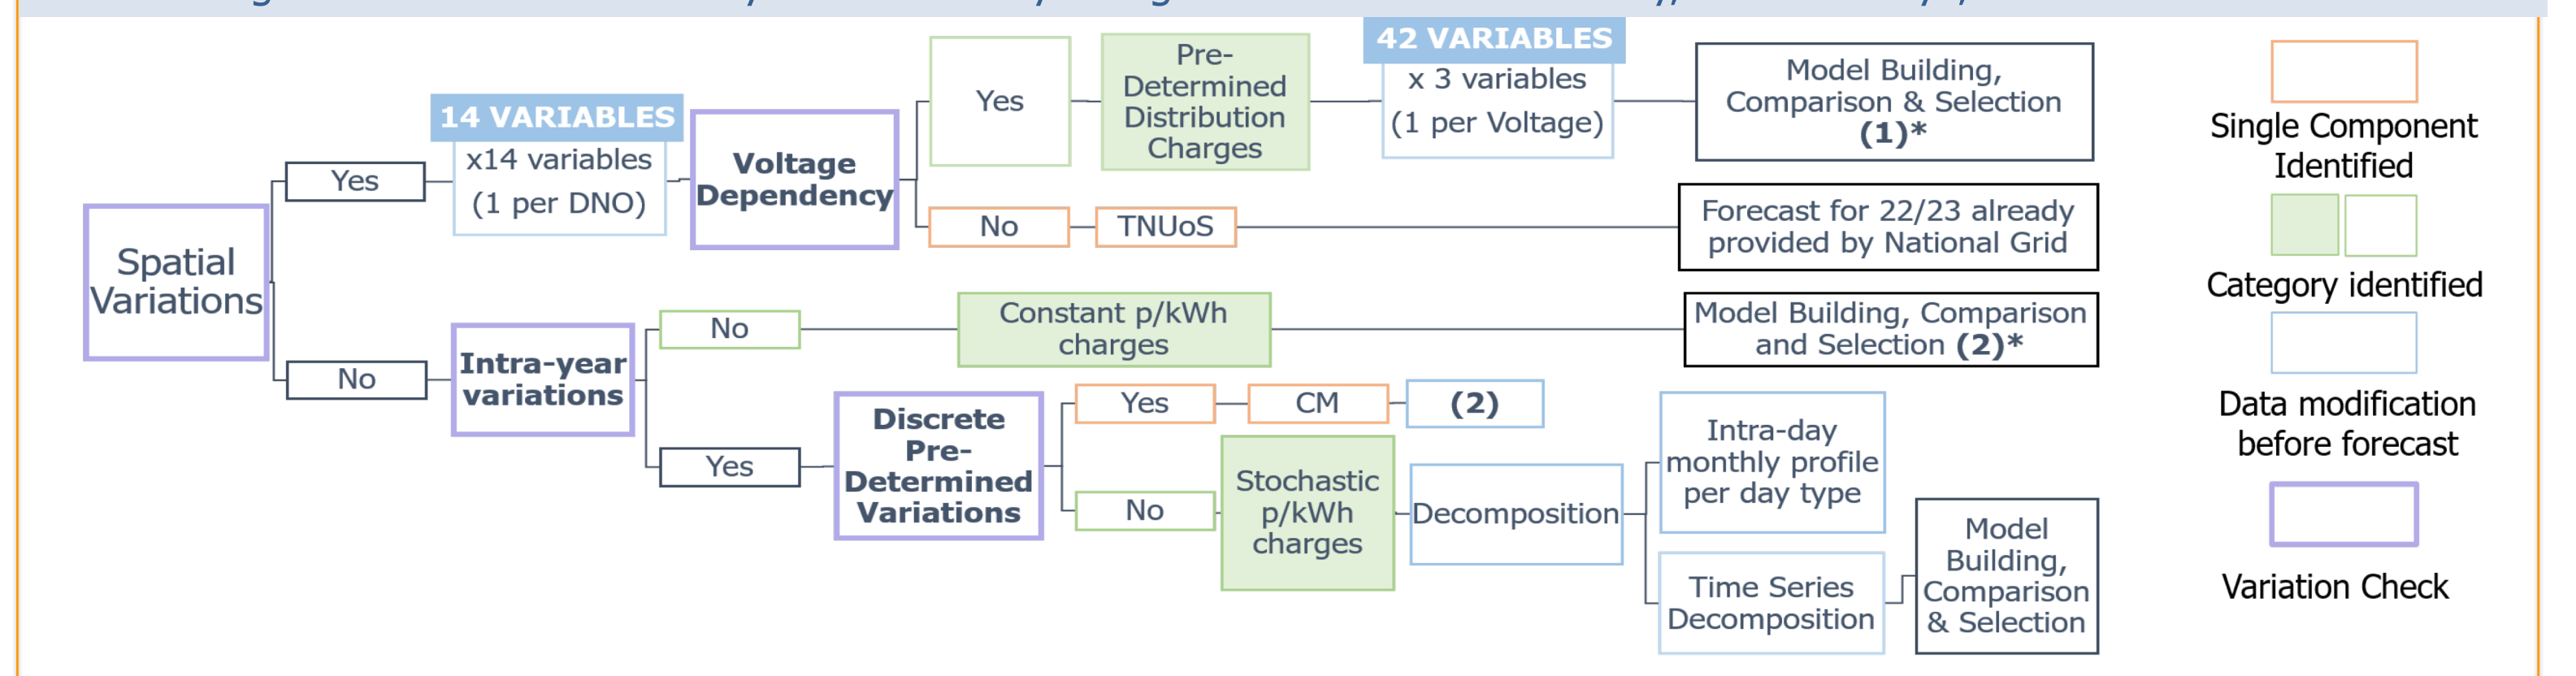 Spatial
Variations
Yes
14 VARIABLES
x14 variables
(1 per DNO)
Voltage
Dependency
Yes
Pre-
Determined
Distribution
Charges
42 VARIABLES
x 3 variables
(1 per Voltage)
Model Building,
Comparison & Selection
(1)*
No
TNUoS
Forecast for 22/23 already
provided by National Grid
No
Intra-year
variations
No
Constant p/kWh
charges
Model Building, Comparison
and Selection (2)*
Yes
Discrete
Pre-
Determined
Variations
Yes
CM
(2)
No
Stochastic
p/kWh
charges
Decomposition
Intra-day
monthly profile
per day type
Time Series
Decomposition
Model
Building,
Comparison
& Selection
Single Component
Identified
Category identified
Data modification
before forecast
Variation Check